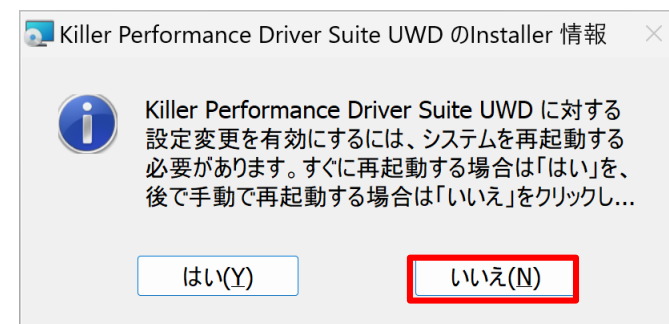 Killer Performance Driver Suite UWD のInstaller 情報
Killer Performance Driver Suite UWD に対する
設定変更を有効にするには、システムを再起動する
必要があります。すぐに再起動する場合は「はい」を、
後で手動で再起動する場合は「いいえ」をクリックし...
はい(Y) いいえ(N)